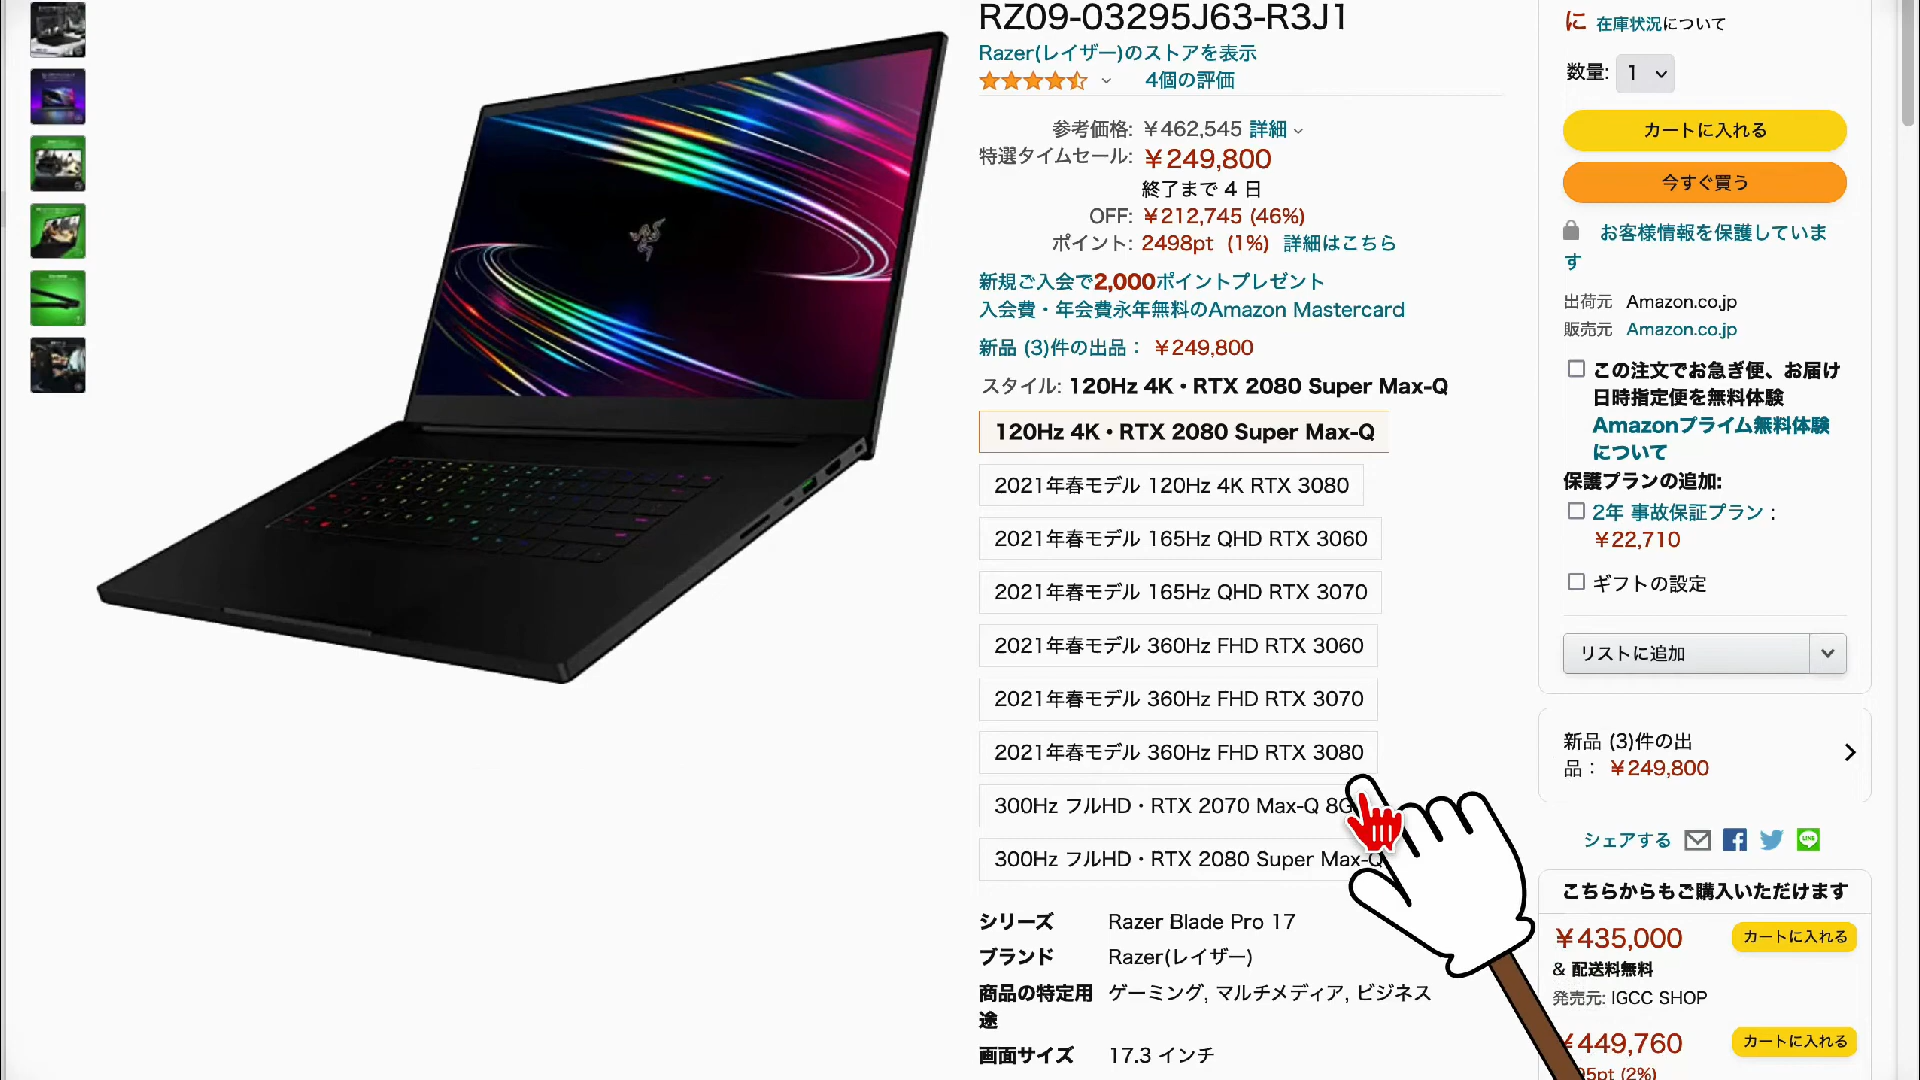 RZ09-03295J63-R3J1
Razer(レイザー)のストアを表示
4個の評価
参考価格: ￥462,545 詳細
特選タイムセール: ￥249,800
終了まで 4 日
OFF: ￥212,745 (46%)
ポイント: 2498pt (1%) 詳細はこちら
新規ご入会で2,000ポイントプレゼント
入会費・年会費永年無料のAmazon Mastercard
新品 (3)件の出品： ￥249,800
スタイル: 120Hz 4K・RTX 2080 Super Max-Q
120Hz 4K・RTX 2080 Super Max-Q
2021年春モデル 120Hz 4K RTX 3080
2021年春モデル 165Hz QHD RTX 3060
2021年春モデル 165Hz QHD RTX 3070
2021年春モデル 360Hz FHD RTX 3060
2021年春モデル 360Hz FHD RTX 3070
2021年春モデル 360Hz FHD RTX 3080
300Hz フルHD・RTX 2070 Max-Q 8G
300Hz フルHD・RTX 2080 Super Max-Q
シリーズ Razer Blade Pro 17
ブランド Razer(レイザー)
商品の特定用 ゲーミング, マルチメディア, ビジネス
途
画面サイズ 17.3 インチ
に 在庫状況について
数量: 1
カートに入れる
今すぐ買う
お客様情報を保護していま
す
出荷元 Amazon.co.jp
販売元 Amazon.co.jp
この注文でお急ぎ便、お届け
日時指定便を無料体験
Amazonプライム無料体験
について
保護プランの追加:
2年 事故保証プラン：
￥22,710
ギフトの設定
リストに追加
新品 (3)件の出
品： ￥249,800
シェアする
LINE
こちらからもご購入いただけます
￥435,000 カートに入れる
& 配送料無料
発売元: IGCC SHOP
￥449,760 カートに入れる
95pt (2%)